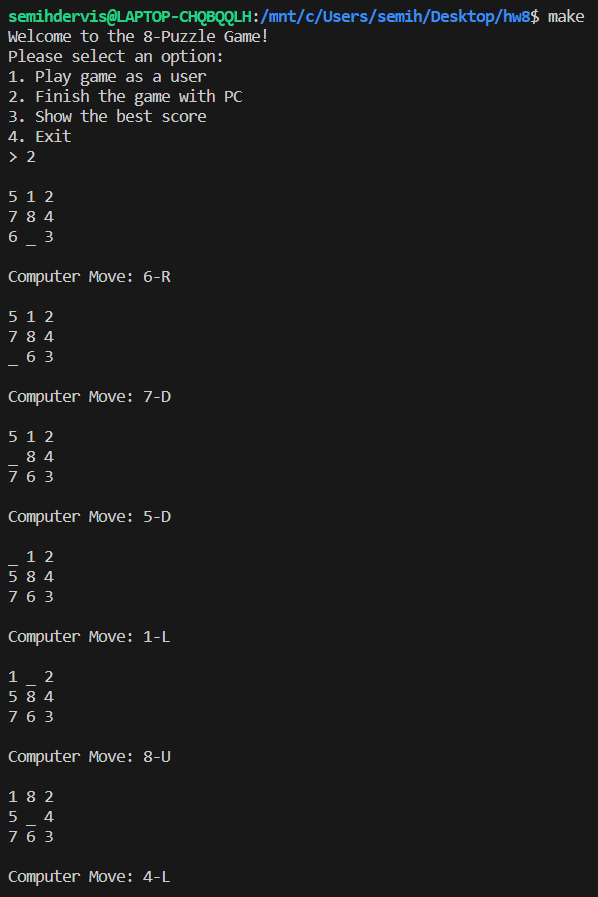 semihdervis@LAPTOP-CHQBQQLH:/mnt/c/Users/semih/Desktop/hw8$ make
Welcome to the 8-Puzzle Game!
Please select an option:
1. Play game as a user
2. Finish the game with PC
3. Show the best score
4. Exit
> 2
5 1 2
7 8 4
6 _ 3
Computer Move: 6-R
5 1 2
7 8 4
_ 6 3
Computer Move: 7-D
5 1 2
_ 8 4
7 6 3
Computer Move: 5-D
_ 1 2
5 8 4
7 6 3
Computer Move: 1-L
1 _ 2
5 8 4
7 6 3
Computer Move: 8-U
1 8 2
5 _ 4
7 6 3
Computer Move: 4-L